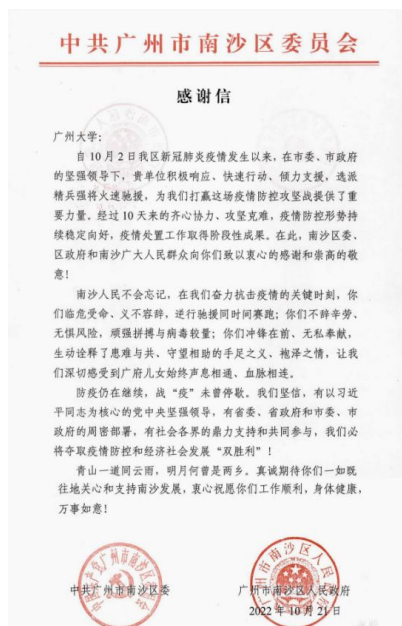 中共广州市南沙区委员会
感谢信
广州大学:
自10月2日我区新冠肺炎疫情发生以来,在市委、市政府
的坚强领导下,贵单位积极响应、快速行动、倾力支援,选派
精兵强将火速驰援,为我们打赢这场疫情防控攻坚战提供了重
要力量。经过10天来的齐心协力、攻坚克难,疫情防控形势持
续稳定向好,疫情处置工作取得阶段性成果。在此,南沙区委、
区政府和南沙广大人民群众向你们致以衷心的感谢和崇高的敬
意!
南沙人民不会忘记,在我们奋力抗击疫情的关键时刻,你
们临危受命、义不容辞,逆行驰援同时间赛跑;你们不辞辛劳、
无惧风险,顽强拼搏与病毒较量;你们冲锋在前、无私奉献,
生动诠释了患难与共、守望相助的手足之义、袍泽之情,让我
们深切感受到广府儿女始终声息相通、血脉相连。
防疫仍在继续,战“疫”未曾停歇。我们坚信,有以习近
平同志为核心的党中央坚强领导,有省委、省政府和市委、市
政府的周密部署,有社会各界的鼎力支持和共同参与,我们必
将夺取疫情防控和经济社会发展“双胜利”!
青山一道同云雨,明月何曾是两乡。真诚期待你们一如既
往地关心和支持南沙发展,衷心祝愿你们工作顺利,身体健康,
万事如意!
中共广州市南沙区委 广州市南沙区人民政府
2022年10月21日